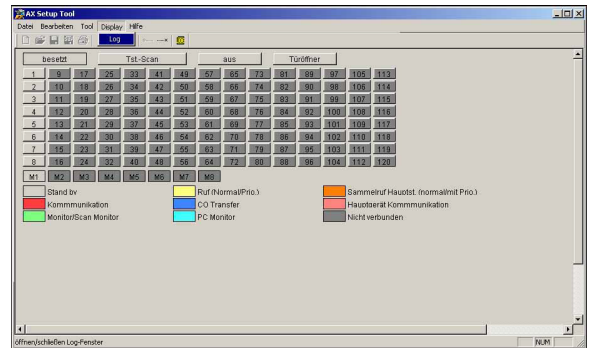 AX Setup Tool
Datei Bearbeiten Tool Display Hilfe
Log
besetzt Tst.-Scan aus Türöffner
1 9 17 25 33 41 49 57 65 73 81 89 97 105 113
2 10 18 26 34 42 50 58 66 74 82 90 98 106 114
3 11 19 27 35 43 51 59 67 75 83 91 99 107 115
4 12 20 28 36 44 52 60 68 76 84 92 100 108 116
5 13 21 29 37 45 53 61 69 77 85 93 101 109 117
6 14 22 30 38 46 54 62 70 78 86 94 102 110 118
7 15 23 31 39 47 55 63 71 79 87 95 103 111 119
8 16 24 32 40 48 56 64 72 80 88 96 104 112 120
M1 M2 M3 M4 M5 M6 M7 M8
Stand by Ruf (Normal/Prio.) Sammelruf Hauptst. (normal/mit Prio.)
Kommmunikation CO Transfer Hauptgerät Kommmunikation
Monitor/Scan Monitor PC Monitor Nicht verbunden
öffnen/schließen Log-Fenster NUM